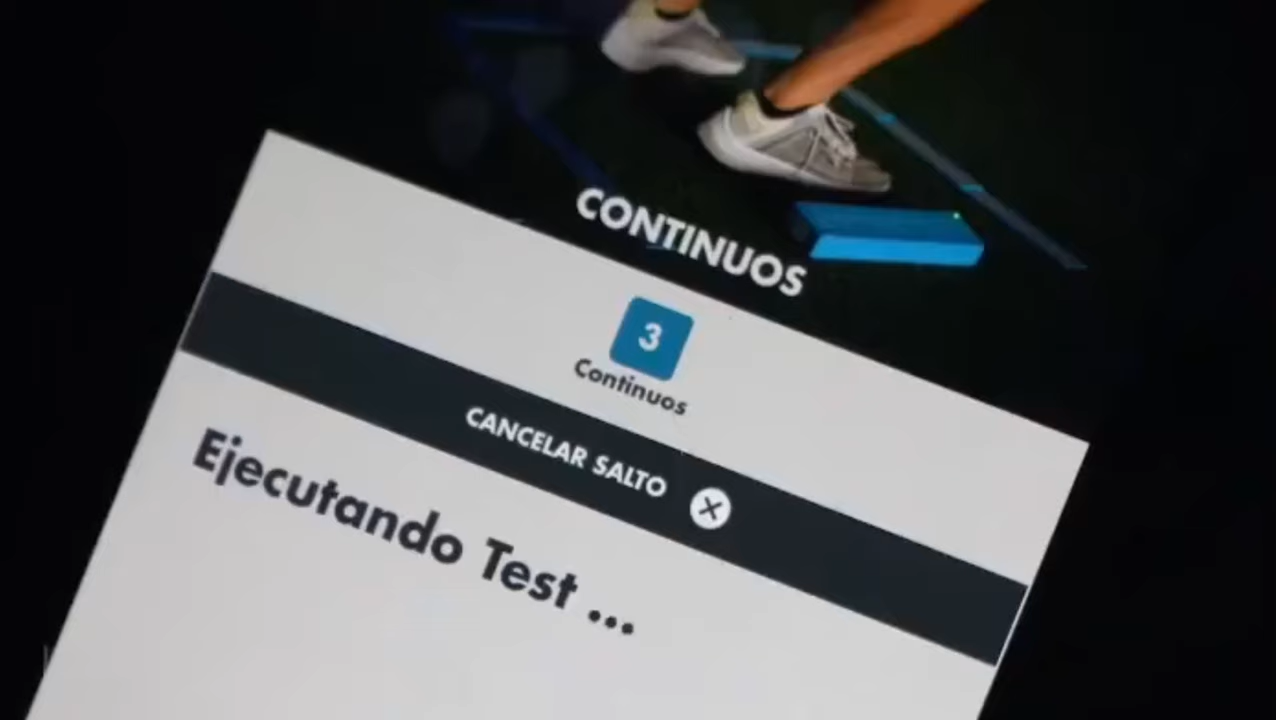 CONTINUOS
3
Continuos
CANCELAR SALTO
Ejecutando Test ...